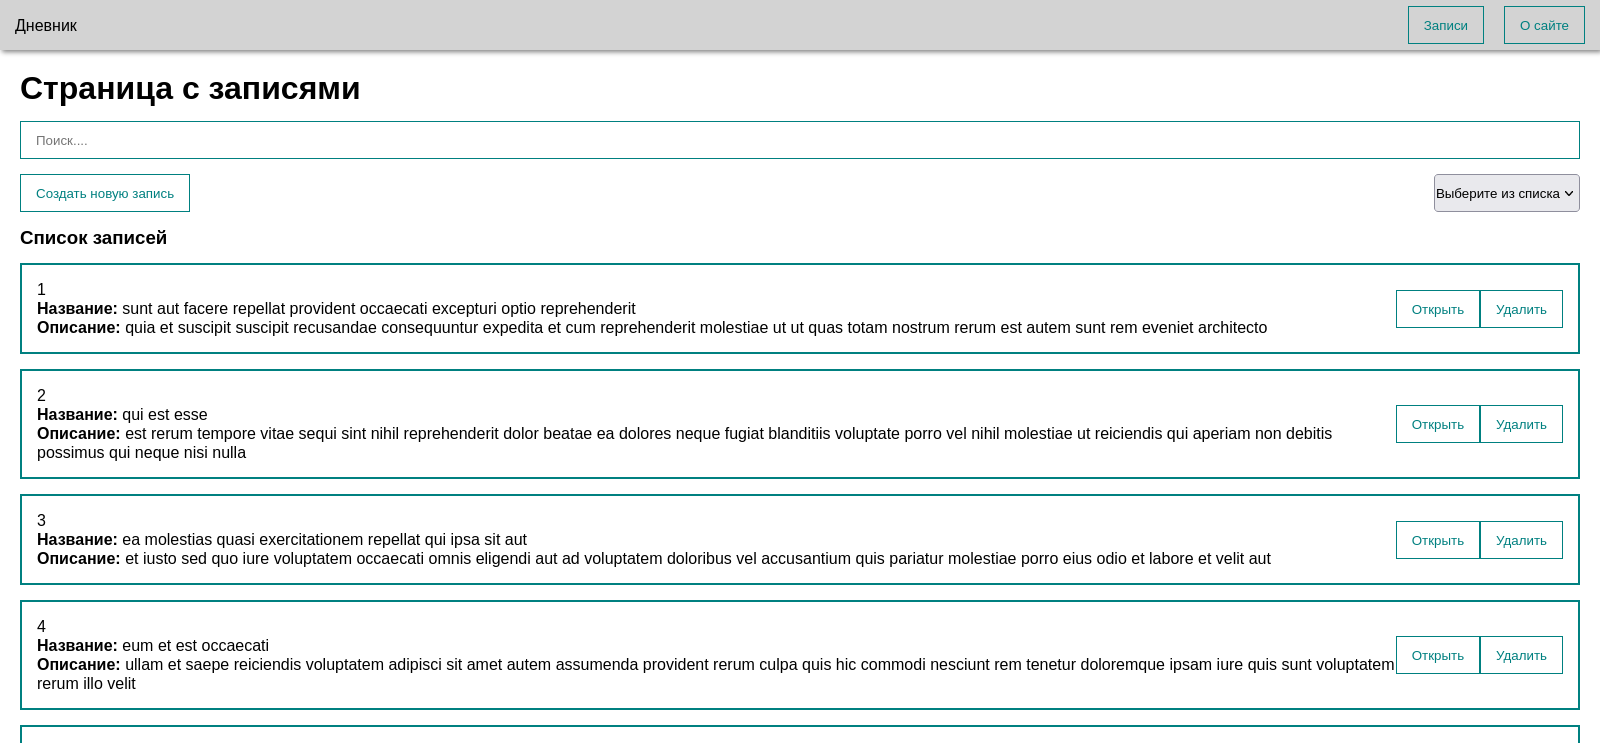 Дневник
Записи
О сайте
Страница с записями
Поиск....
Создать новую запись
Выберите из списка
Список записей
1
Название: sunt aut facere repellat provident occaecati excepturi optio reprehenderit
Описание: quia et suscipit suscipit recusandae consequuntur expedita et cum reprehenderit molestiae ut ut quas totam nostrum rerum est autem sunt rem eveniet architecto
Открыть
Удалить
2
Название: qui est esse
Описание: est rerum tempore vitae sequi sint nihil reprehenderit dolor beatae ea dolores neque fugiat blanditiis voluptate porro vel nihil molestiae ut reiciendis qui aperiam non debitis
possimus qui neque nisi nulla
Открыть
Удалить
3
Название: ea molestias quasi exercitationem repellat qui ipsa sit aut
Описание: et iusto sed quo iure voluptatem occaecati omnis eligendi aut ad voluptatem doloribus vel accusantium quis pariatur molestiae porro eius odio et labore et velit aut
Открыть
Удалить
4
Название: eum et est occaecati
Описание: ullam et saepe reiciendis voluptatem adipisci sit amet autem assumenda provident rerum culpa quis hic commodi nesciunt rem tenetur doloremque ipsam iure quis sunt voluptatem
rerum illo velit
Открыть
Удалить